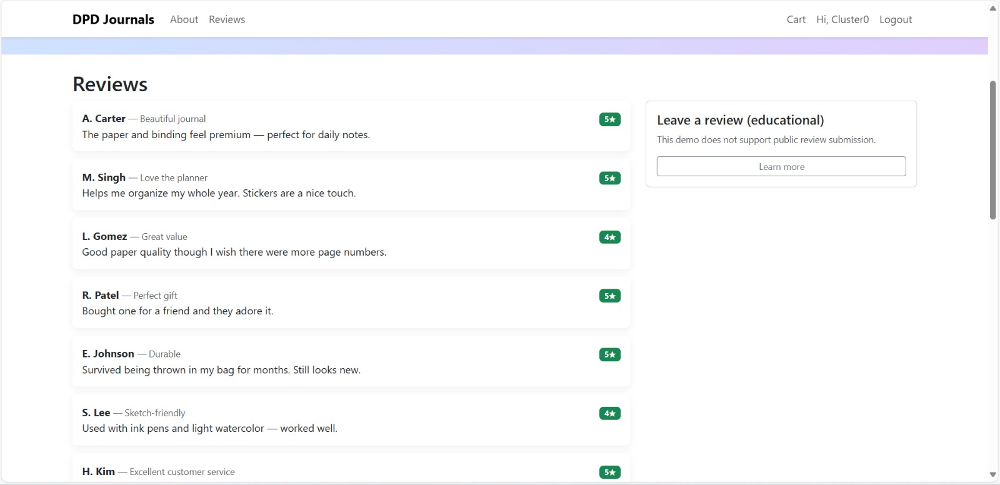 DPD Journals About Reviews Cart Hi, Cluster0 Logout
Reviews
A. Carter — Beautiful journal 5★
The paper and binding feel premium — perfect for daily notes.
M. Singh — Love the planner 5★
Helps me organize my whole year. Stickers are a nice touch.
L. Gomez — Great value 4★
Good paper quality though I wish there were more page numbers.
R. Patel — Perfect gift 5★
Bought one for a friend and they adore it.
E. Johnson — Durable 5★
Survived being thrown in my bag for months. Still looks new.
S. Lee — Sketch-friendly 4★
Used with ink pens and light watercolor — worked well.
H. Kim — Excellent customer service 5★
Leave a review (educational)
This demo does not support public review submission.
Learn more